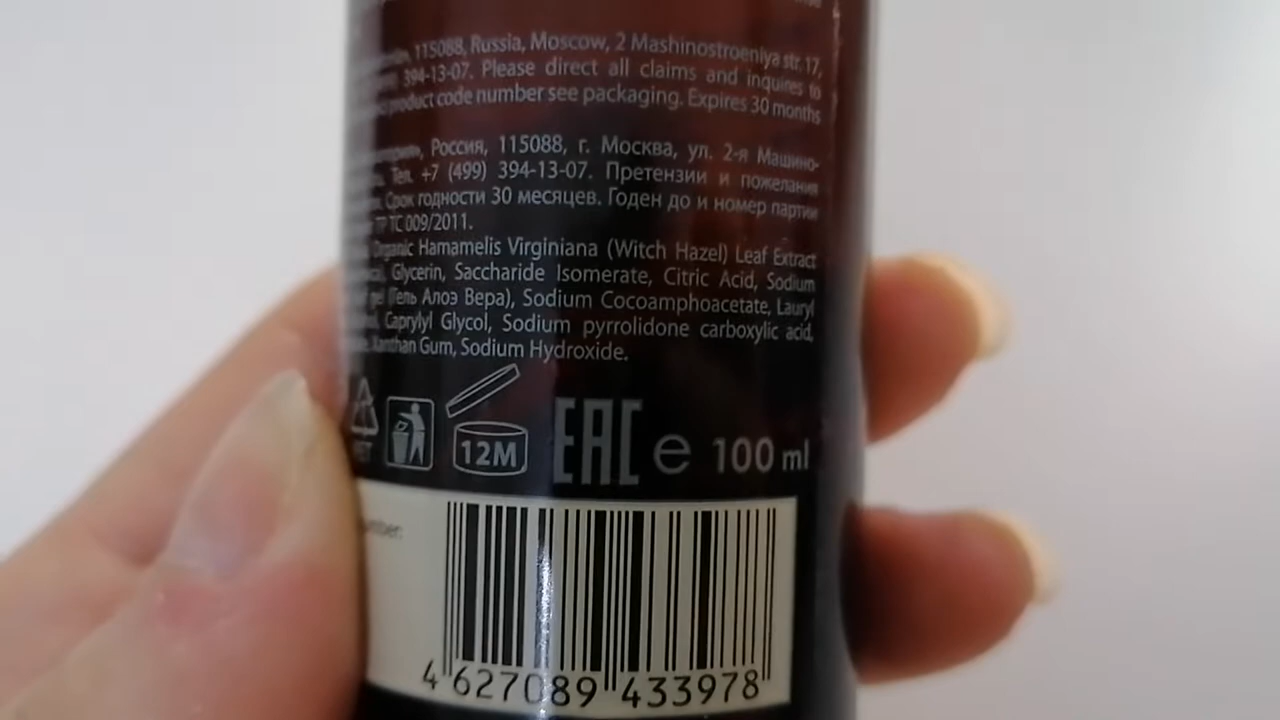 115088, Russia, Moscow, 2 Mashinostroeniya str. 17,
394-13-07. Please direct all claims and inquires to
product code number see packaging. Expires 30 months
Россия, 115088, г. Москва, ул. 2-я Машино-
Тел. +7 (499) 394-13-07. Претензии и пожелания
Срок годности 30 месяцев. Годен до и номер партии
ТР ТС 009/2011.
Organic Hamamelis Virginiana (Witch Hazel) Leaf Extract
Glycerin, Saccharide Isomerate, Citric Acid, Sodium
gel (Гель Алоэ Вера), Sodium Cocoamphoacetate, Lauryl
Caprylyl Glycol, Sodium pyrrolidone carboxylic acid,
Xanthan Gum, Sodium Hydroxide.
12M EAC e 100 ml
4 627089 433978